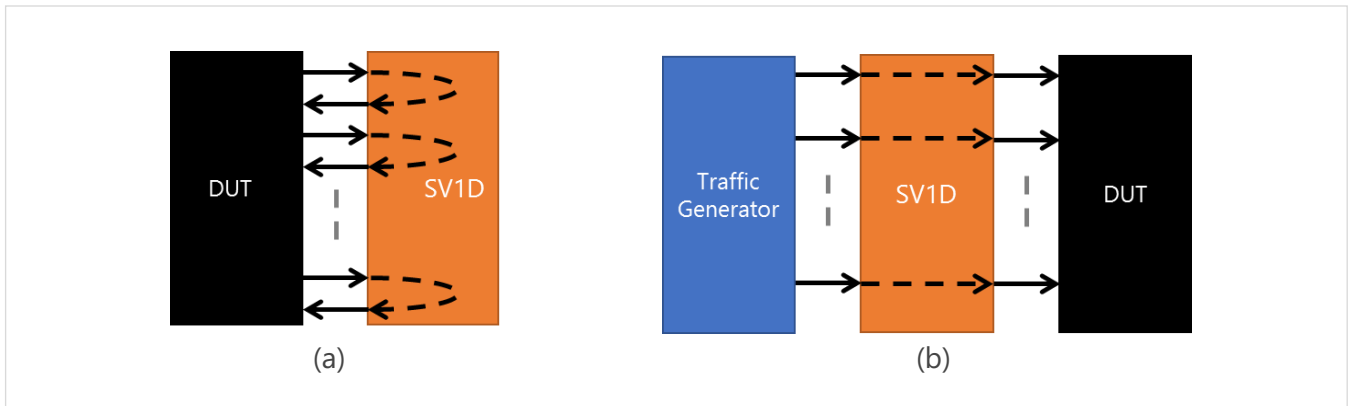 DUT
SV1D
(a)
Traffic
Generator
SV1D
DUT
(b)